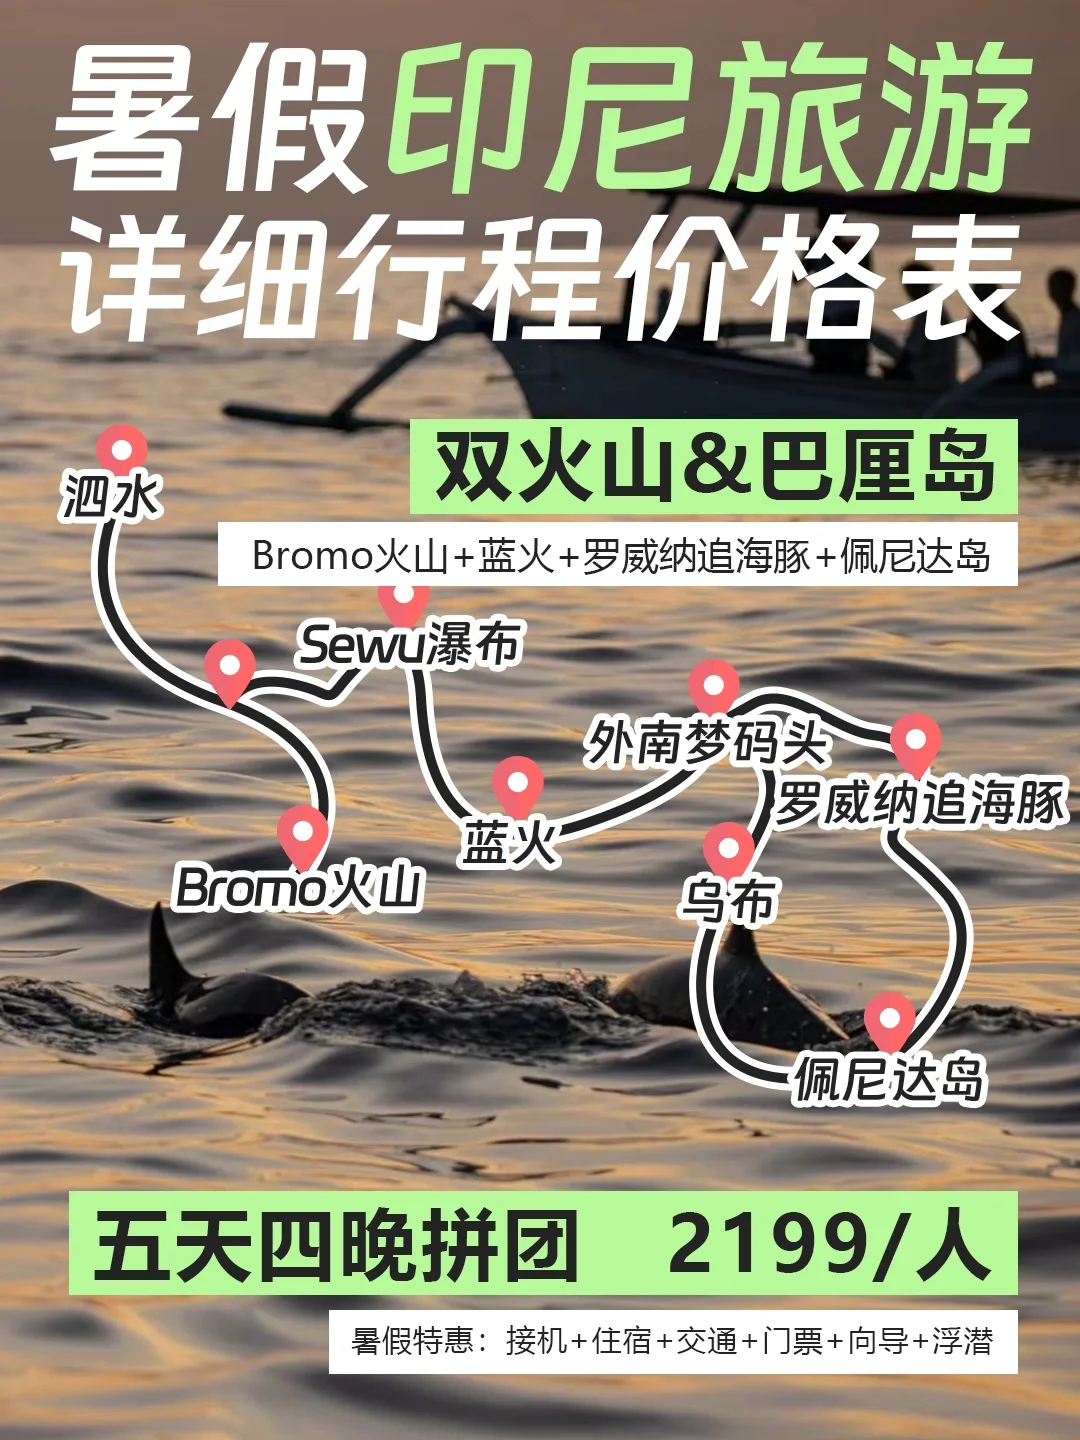 暑假印尼旅游
详细行程价格表
双火山&巴厘岛
Bromo火山+蓝火+罗威纳追海豚+佩尼达岛
泗水
Sewu瀑布
外南梦码头
罗威纳追海豚
蓝火
Bromo火山
乌布
佩尼达岛
五天四晚拼团 2199/人
暑假特惠：接机+住宿+交通+门票+向导+浮潜